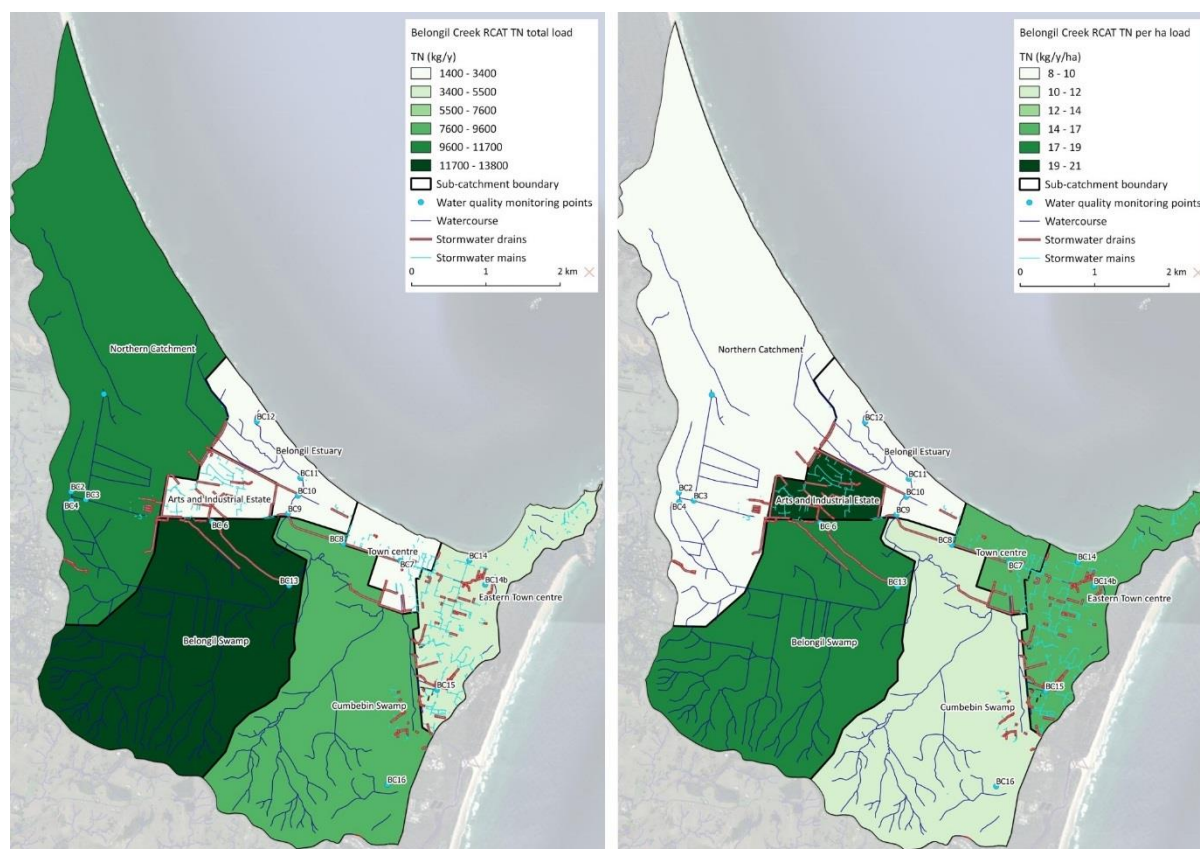 Belongil Creek RCAT TN total load
TN (kg/y)
1400 - 3400
3400 - 5500
5500 - 7600
7600 - 9600
9600 - 11700
11700 - 13800
Sub-catchment boundary
Water quality monitoring points
Watercourse
Stormwater drains
Stormwater mains
0 1 2 km
Northern Catchment
BC12
Belongil Estuary
BC11
BC2
BC3
BC10
Arts and Industrial Estate
BC4
BC9
BC 6
BC8
Town centre
BC7
BC14
BC13
BC14b
Eastern Town centre
Belongil Swamp
BC15
Cumbebin Swamp
BC16
Belongil Creek RCAT TN per ha load
TN (kg/y/ha)
8 - 10
10 - 12
12 - 14
14 - 17
17 - 19
19 - 21
Sub-catchment boundary
Water quality monitoring points
Watercourse
Stormwater drains
Stormwater mains
0 1 2 km
Northern Catchment
BC12
Belongil Estuary
BC11
BC2
BC3
BC10
Arts and Industrial Estate
BC4
BC9
BC 6
BC8
Town centre
BC7
BC14
BC13
BC14b
Eastern Town centre
Belongil Swamp
BC15
Cumbebin Swamp
BC16